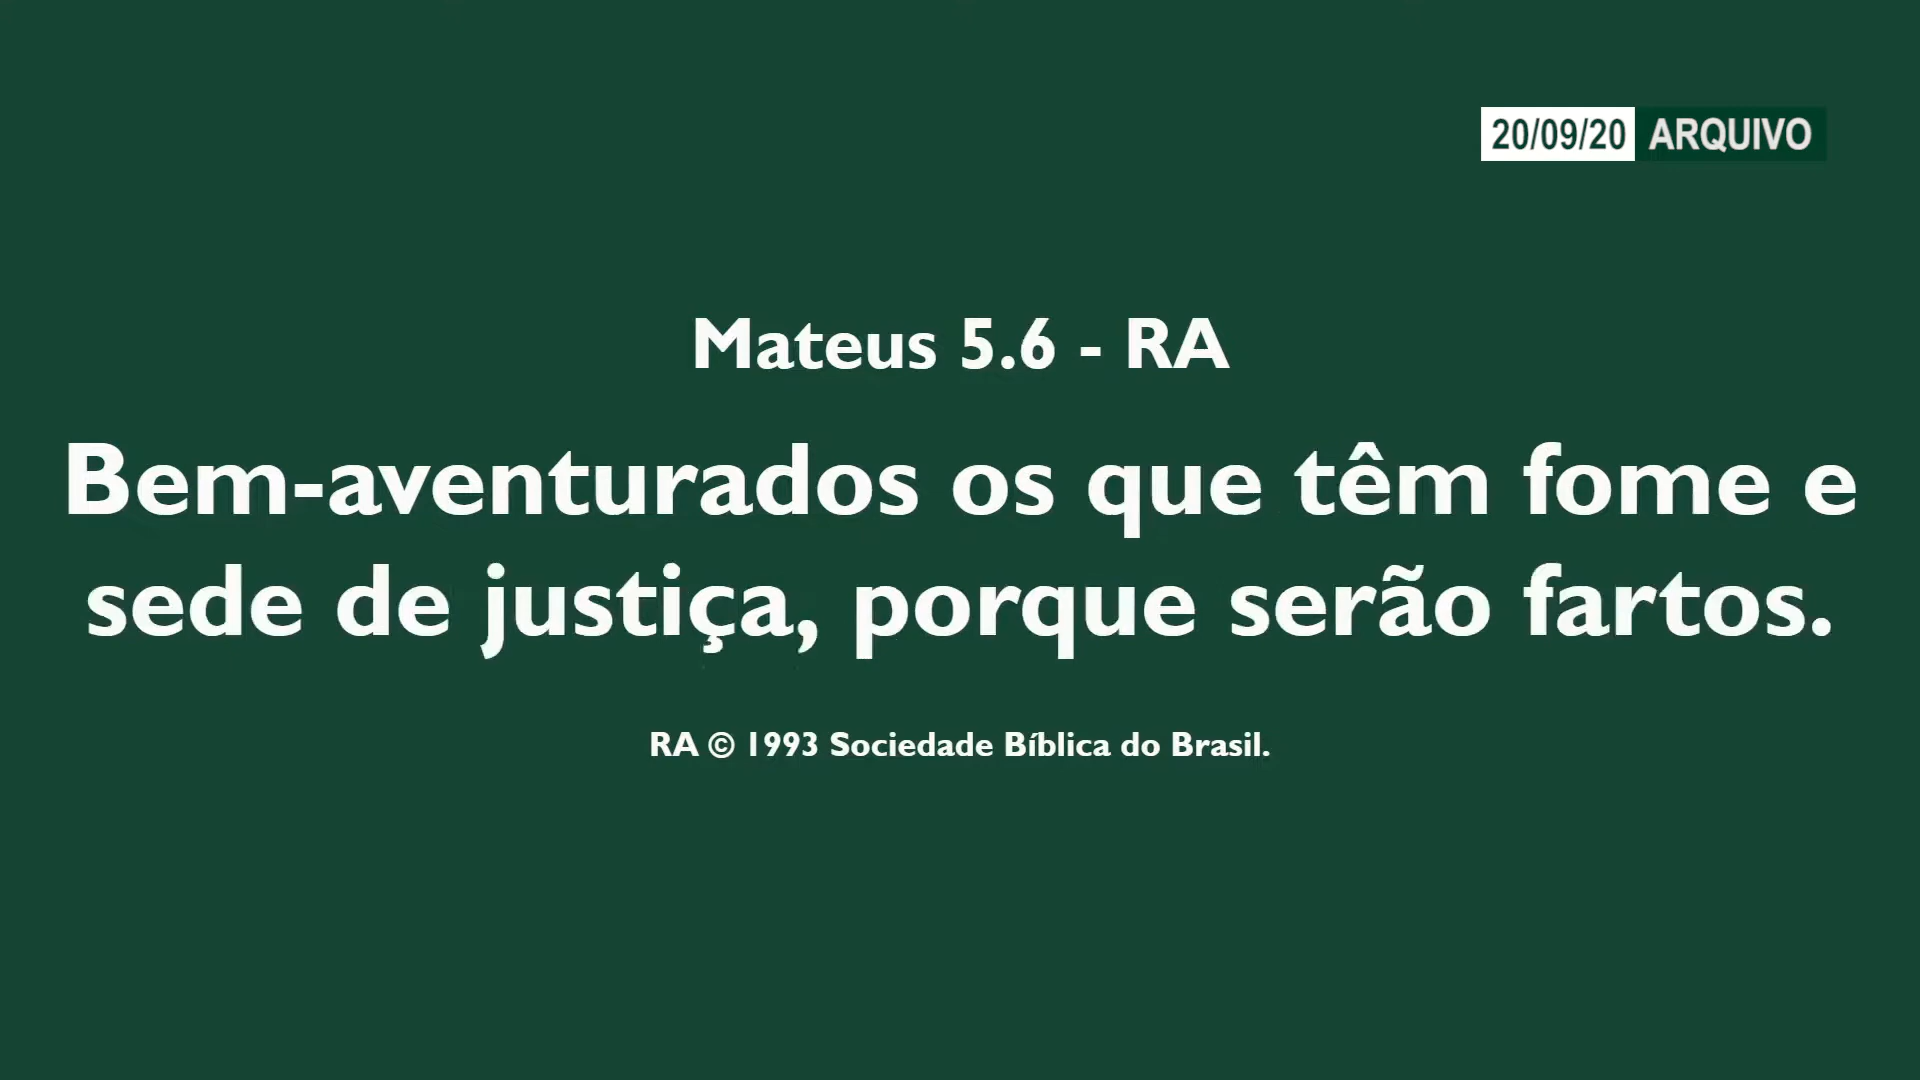 20/09/20 ARQUIVO
Mateus 5.6 - RA
Bem-aventurados os que têm fome e
sede de justiça, porque serão fartos.
RA © 1993 Sociedade Bíblica do Brasil.